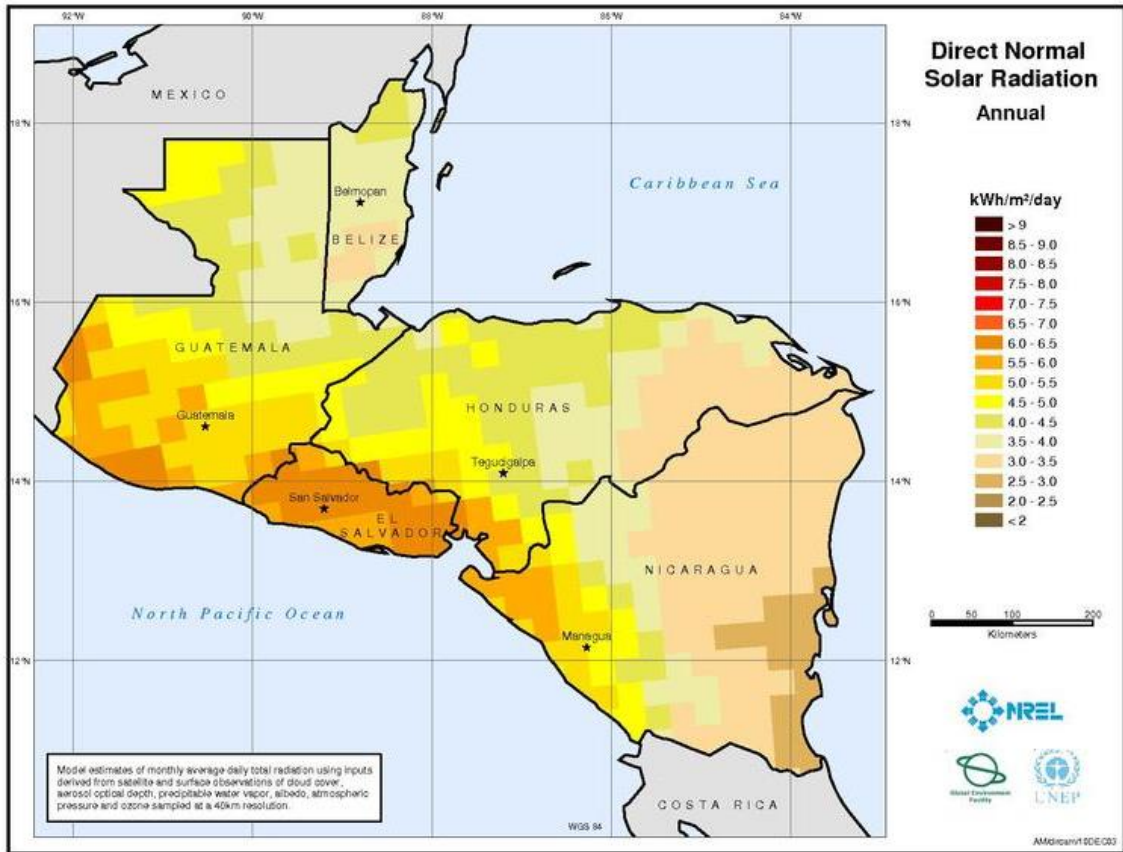 92°W 90°W 88°W 86°W 84°W
Direct Normal
Solar Radiation
Annual
MEXICO
18°N 18°N
Caribbean Sea
Belmopan
BELIZE
kWh/m²/day
> 9
8.5 - 9.0
8.0 - 8.5
7.5 - 8.0
7.0 - 7.5
6.5 - 7.0
6.0 - 6.5
5.5 - 6.0
5.0 - 5.5
4.5 - 5.0
4.0 - 4.5
3.5 - 4.0
3.0 - 3.5
2.5 - 3.0
2.0 - 2.5
< 2
16°N 16°N
GUATEMALA
Guatemala
HONDURAS
Tegucigalpa
14°N 14°N
San Salvador
EL
SALVADOR
NICARAGUA
North Pacific Ocean
Managua
0 50 100 200
Kilometers
12°N 12°N
NREL
Model estimates of monthly average daily total radiation using inputs
derived from satellite and surface observations of cloud cover,
aerosol optical depth, precipitable water vapor, albedo, atmospheric
pressure and ozone sampled at a 40km resolution.
COSTA RICA
Global Environment
Facility
UNEP
WGS 84